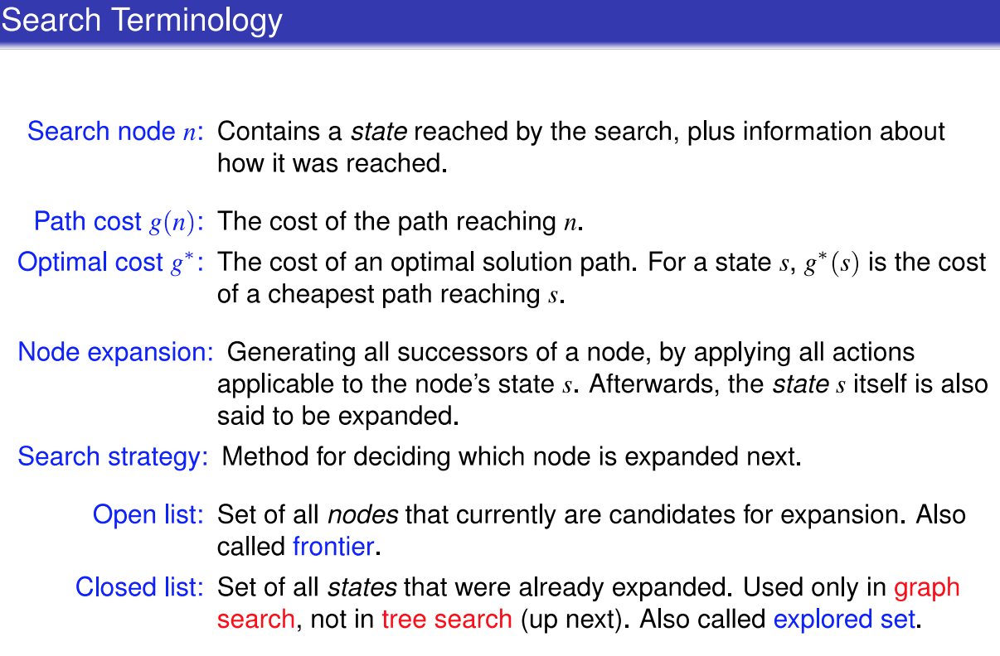 Search Terminology
Search node n: Contains a state reached by the search, plus information about
how it was reached.
Path cost g(n): The cost of the path reaching n.
Optimal cost g*: The cost of an optimal solution path. For a state s, g*(s) is the cost
of a cheapest path reaching s.
Node expansion: Generating all successors of a node, by applying all actions
applicable to the node's state s. Afterwards, the state s itself is also
said to be expanded.
Search strategy: Method for deciding which node is expanded next.
Open list: Set of all nodes that currently are candidates for expansion. Also
called frontier.
Closed list: Set of all states that were already expanded. Used only in graph
search, not in tree search (up next). Also called explored set.